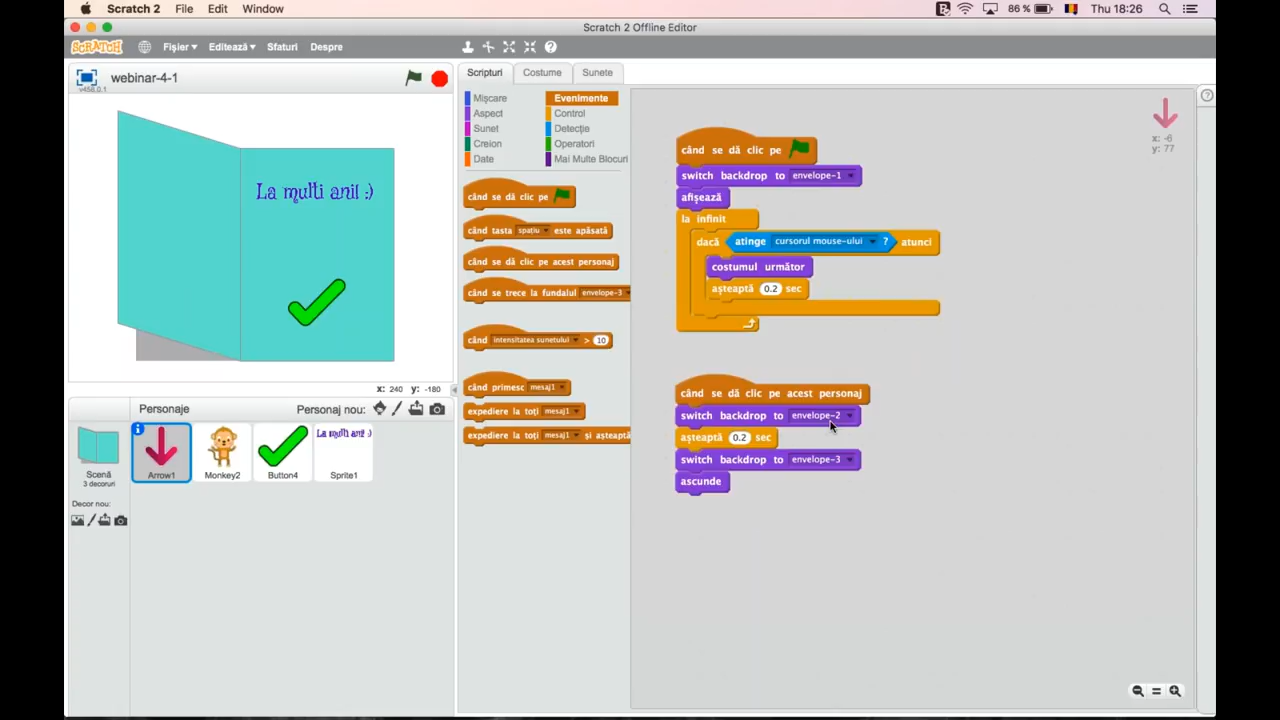 Scratch 2 File Edit Window 86 % Thu 18:26
Scratch 2 Offline Editor
SCRATCH Fișier Editează Sfaturi Despre
webinar-4-1
v458.0.1
La multi ani! :)
x: 240 y: -180
Personaje Personaj nou:
Scenă
3 decoruri
Decor nou:
Arrow1
Monkey2
Button4
La multi ani! :)
Sprite1
Scripturi Costume Sunete
Mișcare Evenimente
Aspect Control
Sunet Detecție
Creion Operatori
Date Mai Multe Blocuri
când se dă clic pe
când tasta spațiu este apăsată
când se dă clic pe acest personaj
când se trece la fundalul envelope-3
când intensitatea sunetului > 10
când primesc mesaj1
expediere la toți mesaj1
expediere la toți mesaj1 și așteaptă
când se dă clic pe
switch backdrop to envelope-1
afișează
la infinit
dacă atinge cursorul mouse-ului ? atunci
costumul următor
așteaptă 0.2 sec
când se dă clic pe acest personaj
switch backdrop to envelope-2
așteaptă 0.2 sec
switch backdrop to envelope-3
ascunde
x: -6
y: 77